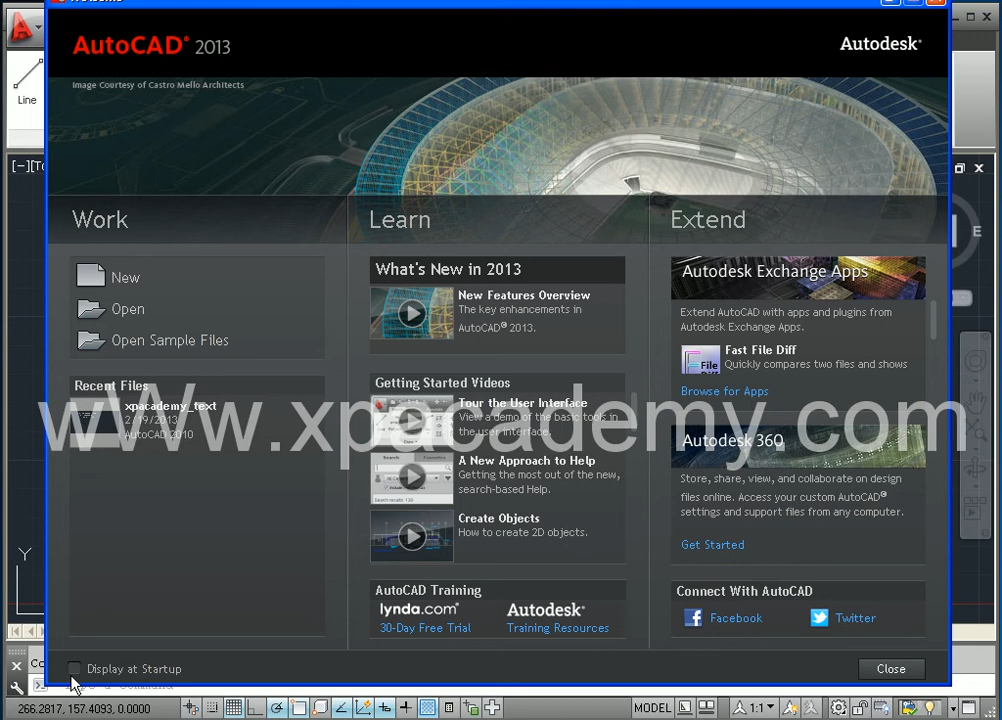 AutoCAD® 2013
Autodesk®
Image Courtesy of Castro Mello Architects
Line
E
Work
New
Open
Open Sample Files
Recent Files
xpacademy_text
2/19/2013
AutoCAD 2010
Learn
What's New in 2013
New Features Overview
The key enhancements in
AutoCAD® 2013.
Getting Started Videos
Tour the User Interface
View a demo of the basic tools in
the user interface.
A New Approach to Help
Getting the most out of the new,
search-based Help.
Create Objects
How to create 2D objects.
AutoCAD Training
lynda.com®
30-Day Free Trial
Autodesk®
Training Resources
Extend
Autodesk Exchange Apps
Extend AutoCAD with apps and plugins from
Autodesk Exchange Apps.
File
Fast File Diff
Quickly compares two files and shows
Browse for Apps
Autodesk 360
Store, share, view, and collaborate on design
files online. Access your custom AutoCAD®
settings and support files from any computer.
Get Started
Connect With AutoCAD
Facebook
Twitter
www.xpacademy.com
Y
Display at Startup
Close
266.2817, 157.4093, 0.0000
MODEL
1:1